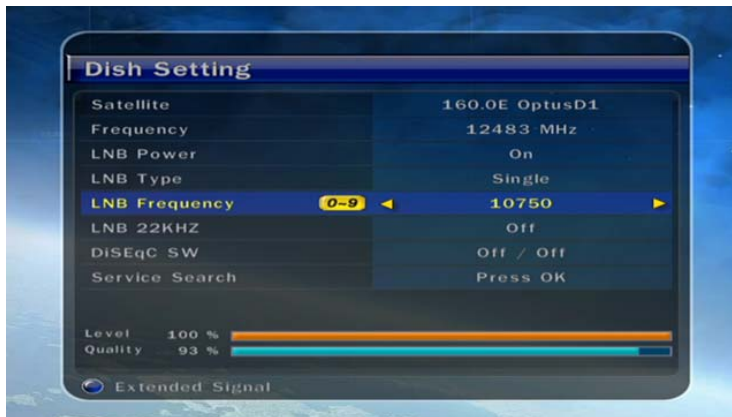 Dish Setting
Satellite 160.0E OptusD1
Frequency 12483 MHz
LNB Power On
LNB Type Single
LNB Frequency 0~9 10750
LNB 22KHZ Off
DiSEqC SW Off / Off
Service Search Press OK
Level 100 %
Quality 93 %
Extended Signal